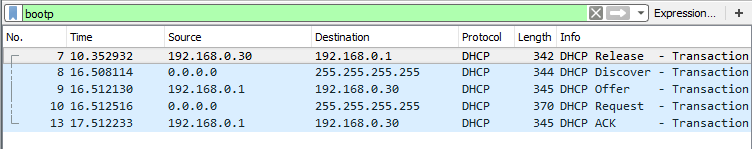 bootp Expression... +
No. Time Source Destination Protocol Length Info
7 10.352932 192.168.0.30 192.168.0.1 DHCP 342 DHCP Release - Transaction
8 16.508114 0.0.0.0 255.255.255.255 DHCP 344 DHCP Discover - Transaction
9 16.512130 192.168.0.1 192.168.0.30 DHCP 345 DHCP Offer - Transaction
10 16.512516 0.0.0.0 255.255.255.255 DHCP 370 DHCP Request - Transaction
13 17.512233 192.168.0.1 192.168.0.30 DHCP 345 DHCP ACK - Transaction